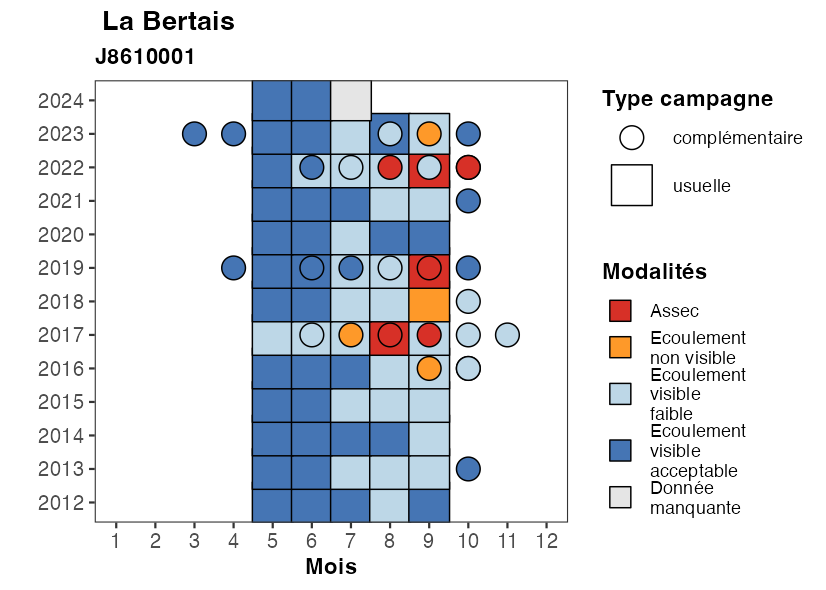 La Bertais
J8610001
2024
2023
2022
2021
2020
2019
2018
2017
2016
2015
2014
2013
2012
1 2 3 4 5 6 7 8 9 10 11 12
Mois
Type campagne
complémentaire
usuelle
Modalités
Assec
Ecoulement
non visible
Ecoulement
visible
faible
Ecoulement
visible
acceptable
Donnée
manquante